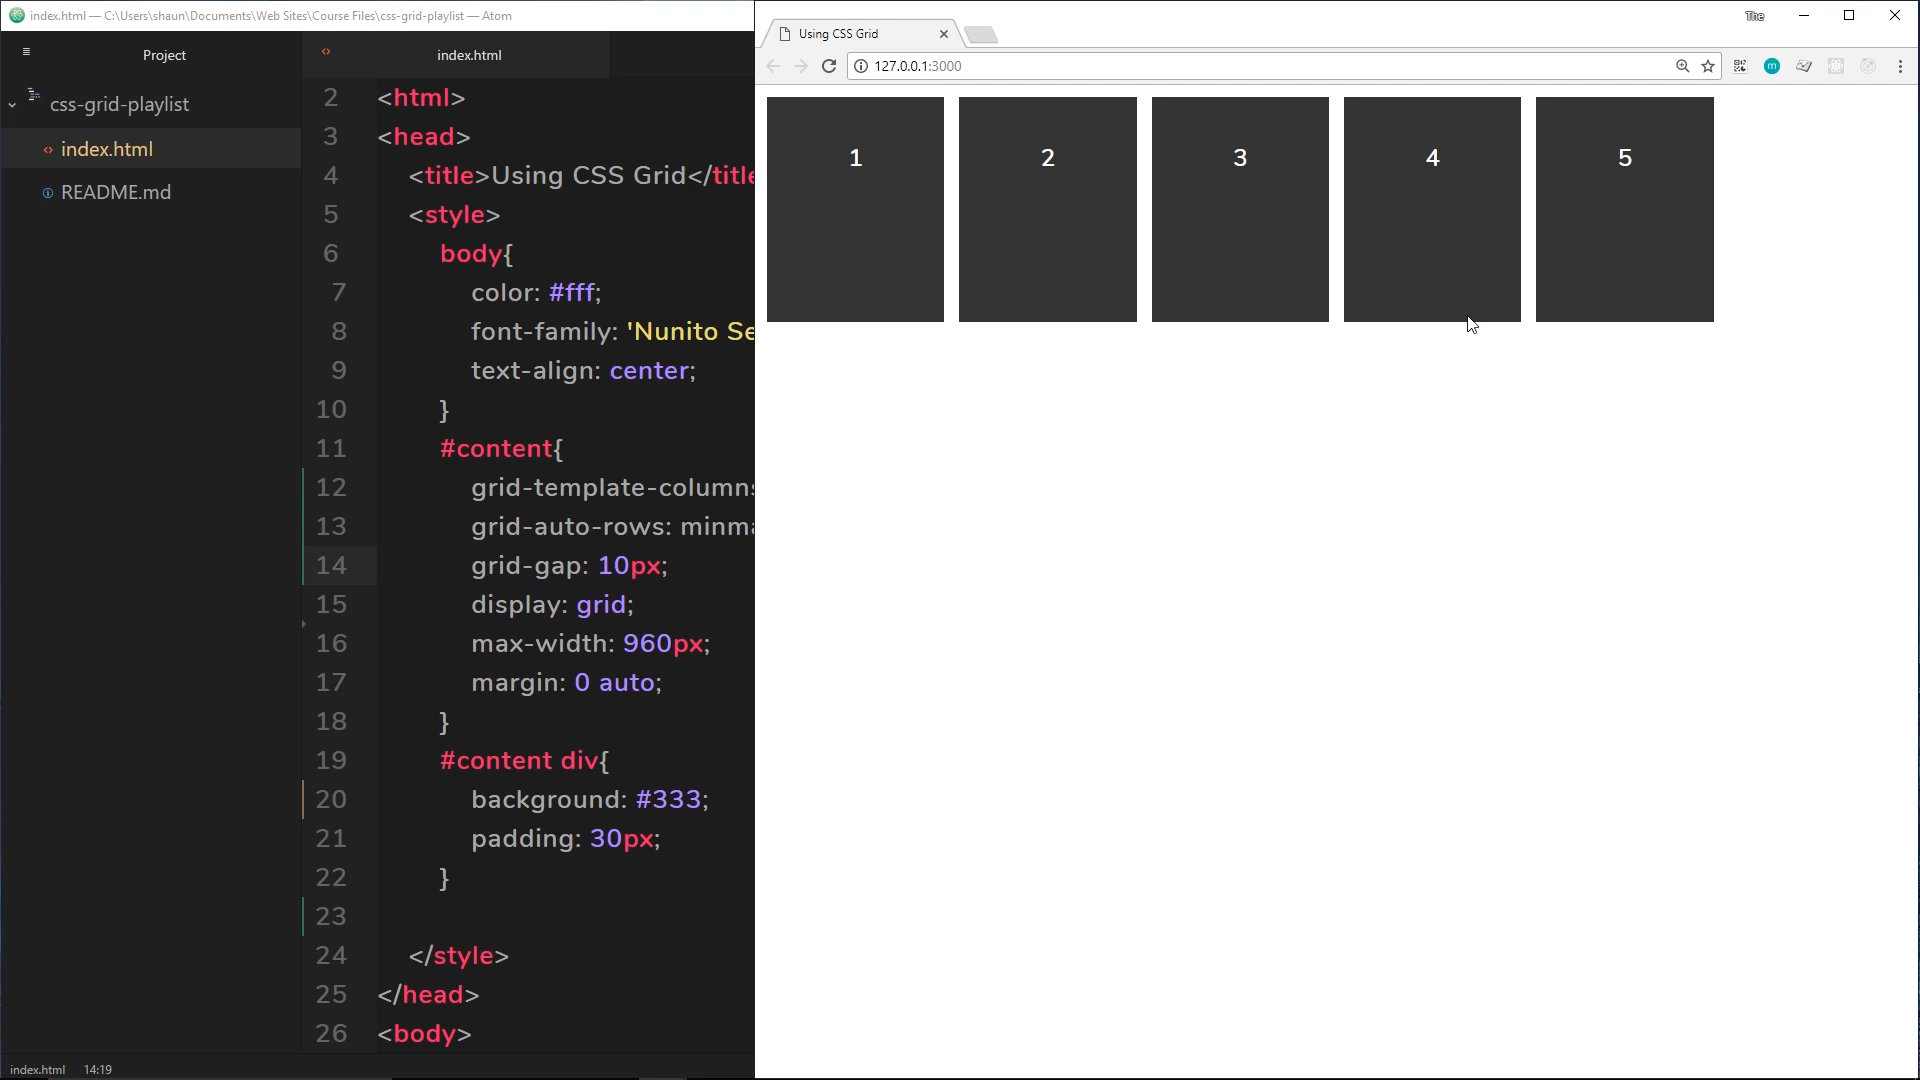 index.html — C:\Users\shaun\Documents\Web Sites\Course Files\css-grid-playlist — Atom
Project
css-grid-playlist
index.html
README.md
index.html
2 <html>
3 <head>
4 <title>Using CSS Grid</title
5 <style>
6 body{
7 color: #fff;
8 font-family: 'Nunito Se
9 text-align: center;
10 }
11 #content{
12 grid-template-columns
13 grid-auto-rows: minma
14 grid-gap: 10px;
15 display: grid;
16 max-width: 960px;
17 margin: 0 auto;
18 }
19 #content div{
20 background: #333;
21 padding: 30px;
22 }
23
24 </style>
25 </head>
26 <body>
index.html 14:19
The
Using CSS Grid
127.0.0.1:3000
m
1 2 3 4 5